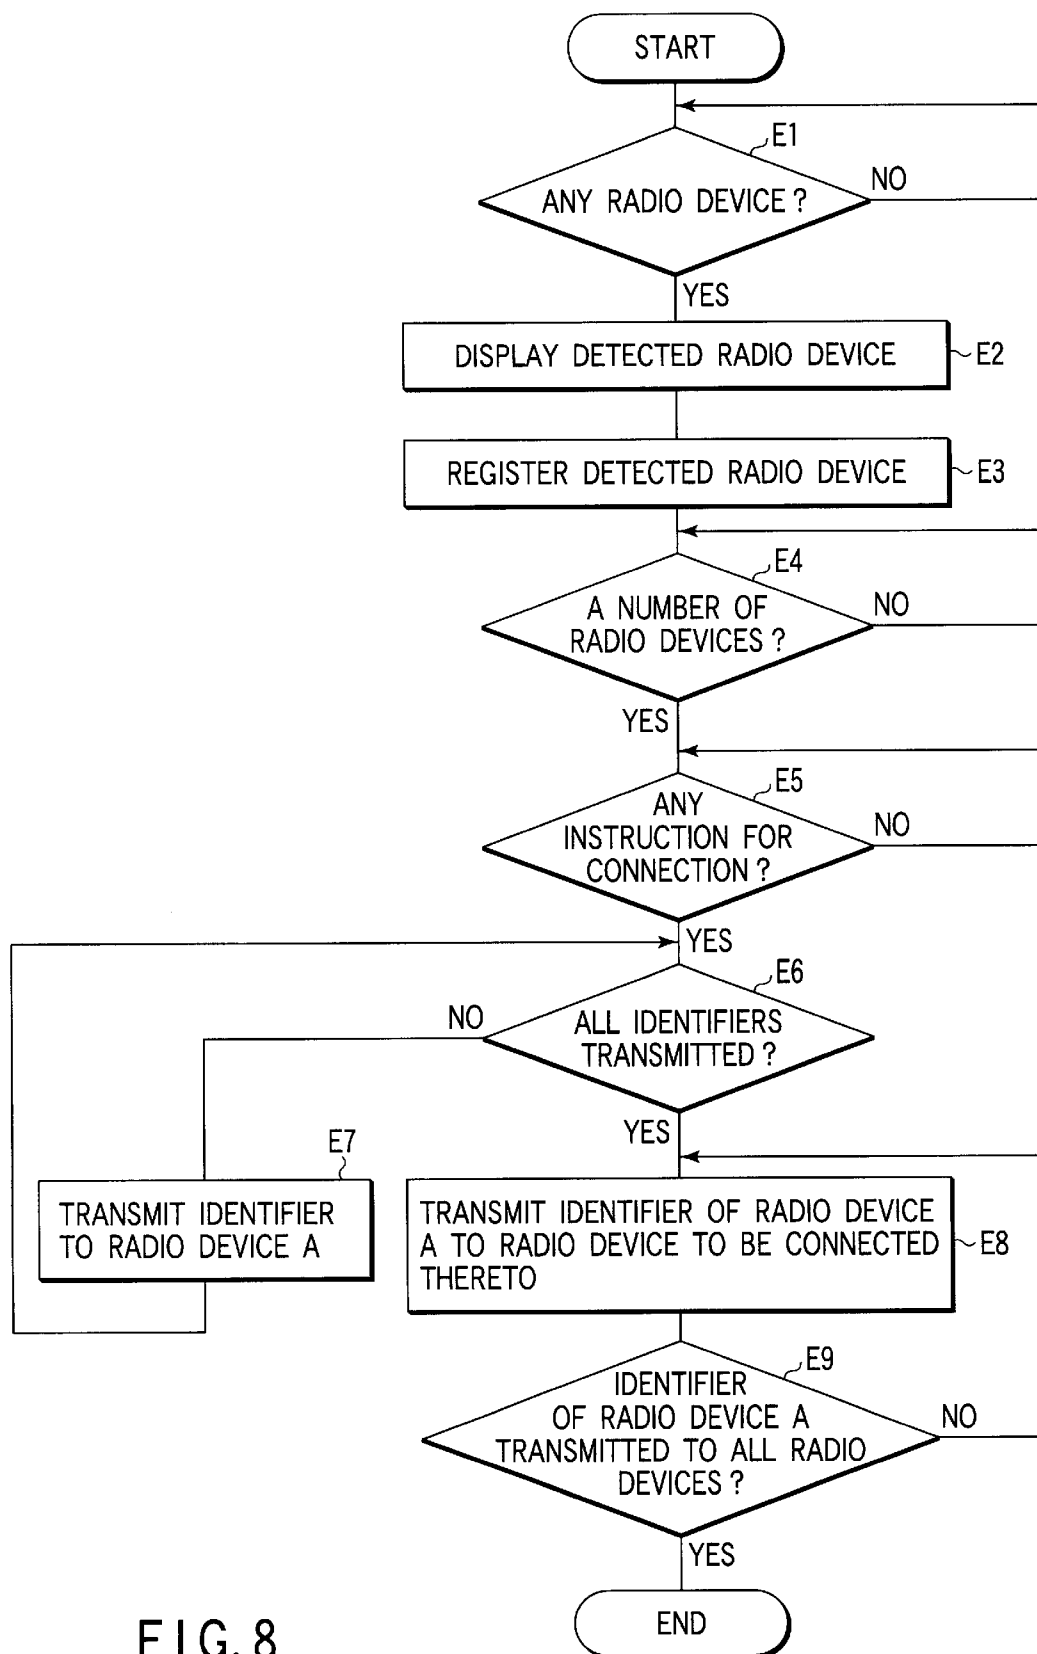 START
E1
ANY RADIO DEVICE?
NO
YES
DISPLAY DETECTED RADIO DEVICE
E2
REGISTER DETECTED RADIO DEVICE
E3
E4
A NUMBER OF
RADIO DEVICES?
NO
YES
E5
ANY
INSTRUCTION FOR
CONNECTION?
NO
YES
E6
NO
ALL IDENTIFIERS
TRANSMITTED?
YES
E7
TRANSMIT IDENTIFIER
TO RADIO DEVICE A
TRANSMIT IDENTIFIER OF RADIO DEVICE
A TO RADIO DEVICE TO BE CONNECTED
THERETO
E8
E9
IDENTIFIER
OF RADIO DEVICE A
TRANSMITTED TO ALL RADIO
DEVICES?
NO
YES
END
FIG. 8